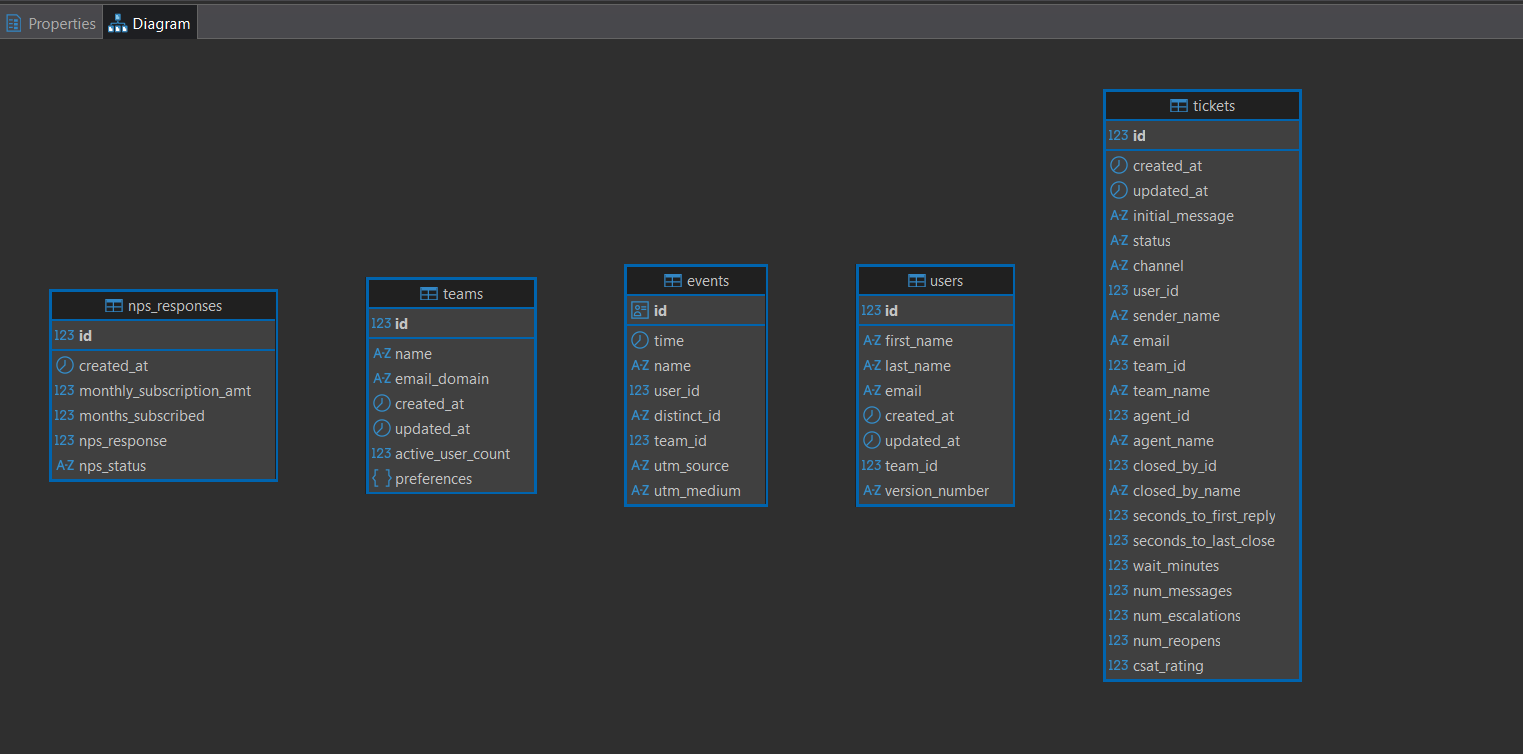 Properties
Diagram
nps_responses
123 id
created_at
123 monthly_subscription_amt
123 months_subscribed
123 nps_response
A-Z nps_status
teams
123 id
A-Z name
A-Z email_domain
created_at
updated_at
123 active_user_count
{ } preferences
events
id
time
A-Z name
123 user_id
A-Z distinct_id
123 team_id
A-Z utm_source
A-Z utm_medium
users
123 id
A-Z first_name
A-Z last_name
A-Z email
created_at
updated_at
123 team_id
A-Z version_number
tickets
123 id
created_at
updated_at
A-Z initial_message
A-Z status
A-Z channel
123 user_id
A-Z sender_name
A-Z email
123 team_id
A-Z team_name
123 agent_id
A-Z agent_name
123 closed_by_id
A-Z closed_by_name
123 seconds_to_first_reply
123 seconds_to_last_close
123 wait_minutes
123 num_messages
123 num_escalations
123 num_reopens
123 csat_rating